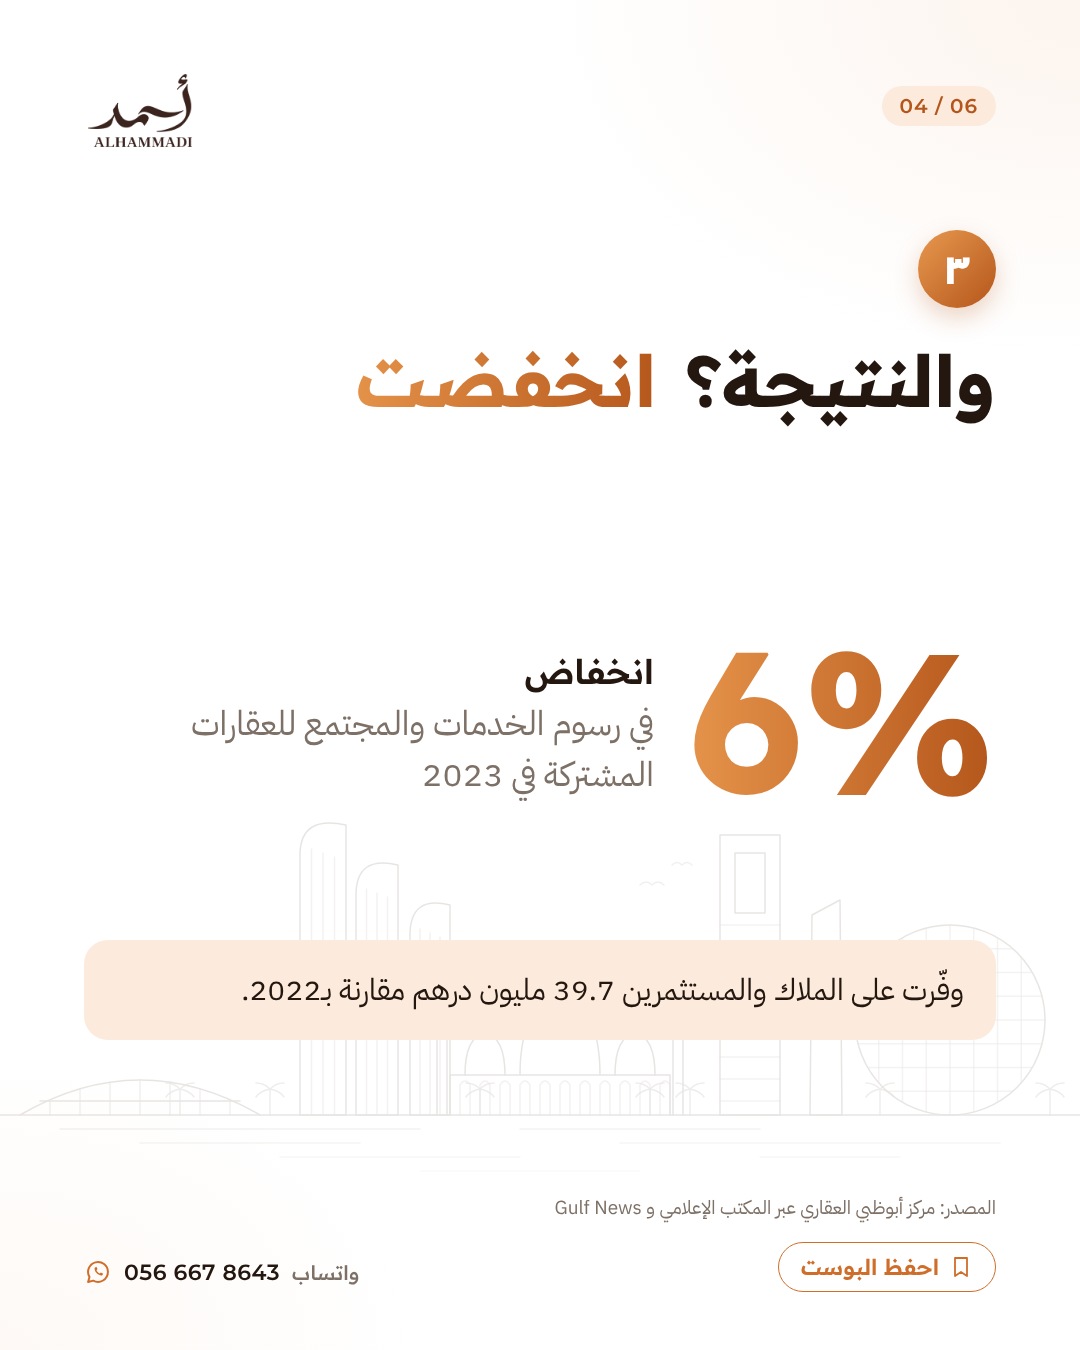 أحمد
ALHAMMADI
04 / 06
٣
والنتيجة؟ انخفضت
6%
انخفاض
في رسوم الخدمات والمجتمع للعقارات
المشتركة في 2023
وفّرت على الملاك والمستثمرين 39.7 مليون درهم مقارنة بـ2022.
المصدر: مركز أبوظبي العقاري عبر المكتب الإعلامي و Gulf News
احفظ البوست
واتساب 056 667 8643